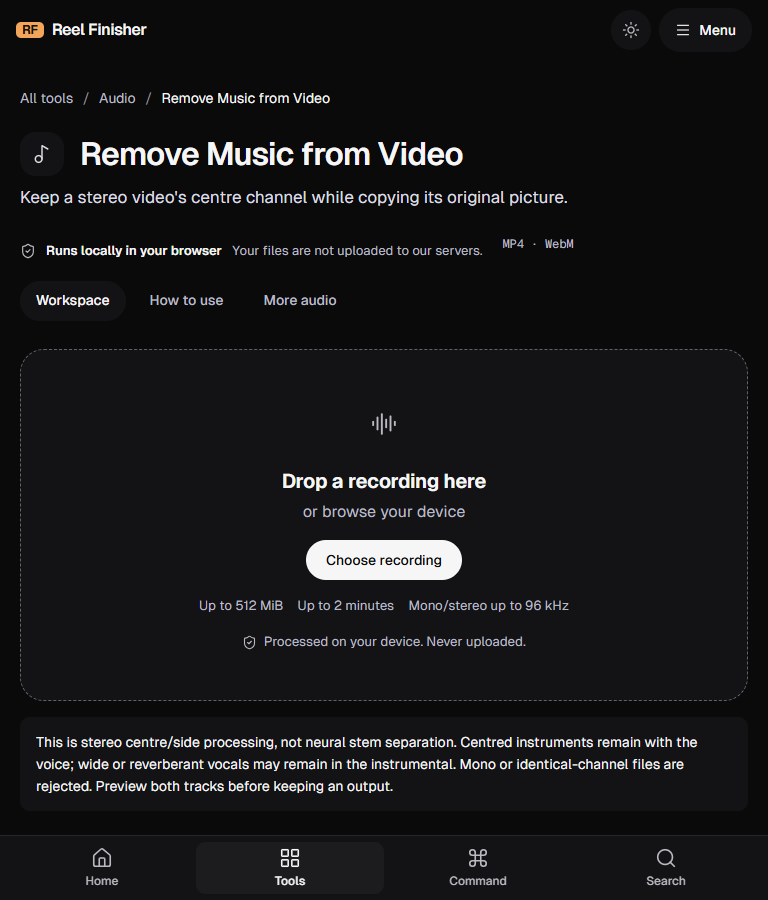 RF Reel Finisher
Menu
All tools / Audio / Remove Music from Video
Remove Music from Video
Keep a stereo video's centre channel while copying its original picture.
Runs locally in your browser Your files are not uploaded to our servers. MP4 · WebM
Workspace How to use More audio
Drop a recording here
or browse your device
Choose recording
Up to 512 MiB Up to 2 minutes Mono/stereo up to 96 kHz
Processed on your device. Never uploaded.
This is stereo centre/side processing, not neural stem separation. Centred instruments remain with the
voice; wide or reverberant vocals may remain in the instrumental. Mono or identical-channel files are
rejected. Preview both tracks before keeping an output.
Home Tools Command Search